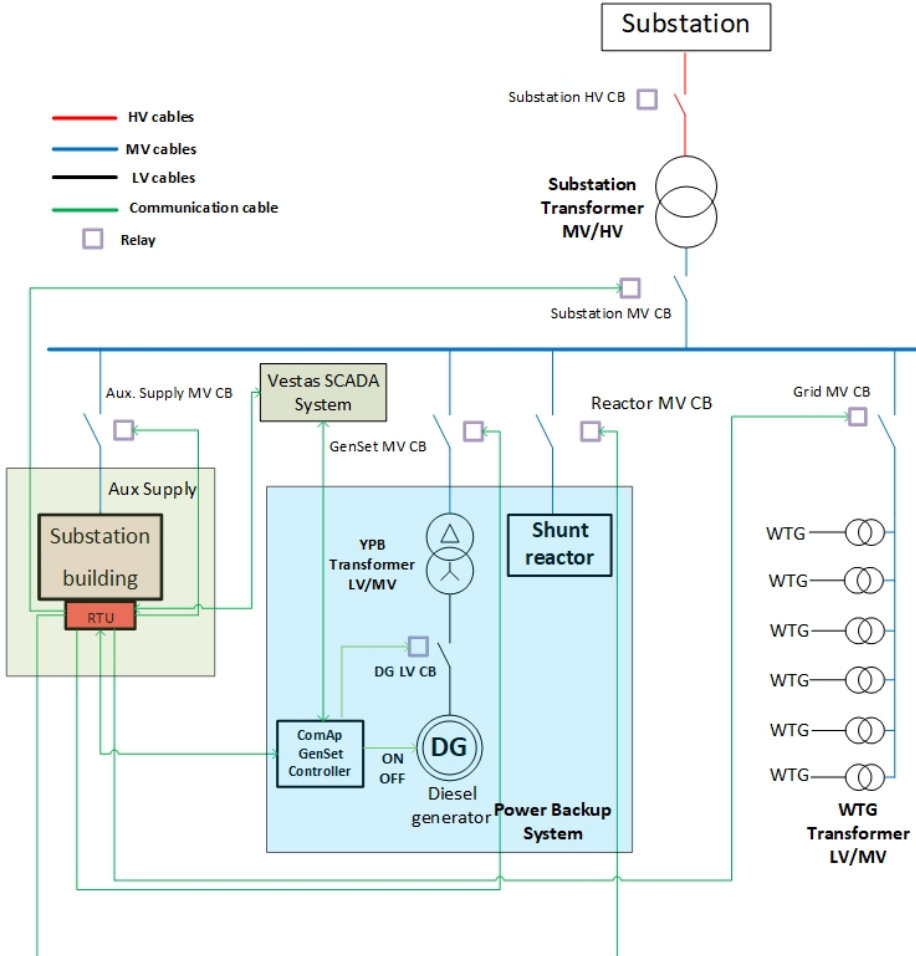 Substation
Substation HV CB
HV cables
MV cables
LV cables
Communication cable
Relay
Substation
Transformer
MV/HV
Substation MV CB
Aux. Supply MV CB
Vestas SCADA
System
GenSet MV CB
Reactor MV CB
Grid MV CB
Aux Supply
Substation
building
RTU
YPB
Transformer
LV/MV
Shunt
reactor
DG LV CB
ComAp
GenSet
Controller
ON
OFF
DG
Diesel
generator
Power Backup
System
WTG
WTG
WTG
WTG
WTG
WTG
WTG
Transformer
LV/MV